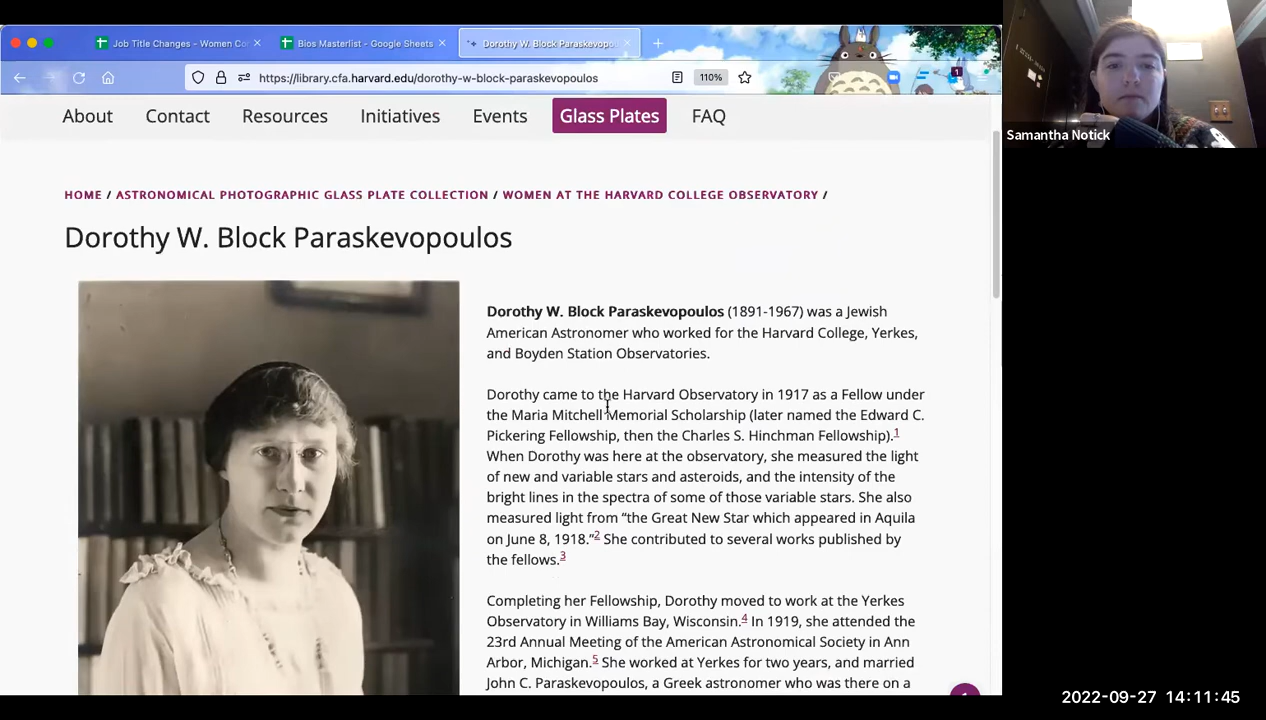 Job Title Changes - Women Co
Bios Masterlist - Google Sheets
Dorothy W. Block Paraskevopou
https://library.cfa.harvard.edu/dorothy-w-block-paraskevopoulos
110%
1
Samantha Notick
About Contact Resources Initiatives Events Glass Plates FAQ
HOME / ASTRONOMICAL PHOTOGRAPHIC GLASS PLATE COLLECTION / WOMEN AT THE HARVARD COLLEGE OBSERVATORY /
Dorothy W. Block Paraskevopoulos
Dorothy W. Block Paraskevopoulos (1891-1967) was a Jewish
American Astronomer who worked for the Harvard College, Yerkes,
and Boyden Station Observatories.
Dorothy came to the Harvard Observatory in 1917 as a Fellow under
the Maria Mitchell Memorial Scholarship (later named the Edward C.
Pickering Fellowship, then the Charles S. Hinchman Fellowship).1
When Dorothy was here at the observatory, she measured the light
of new and variable stars and asteroids, and the intensity of the
bright lines in the spectra of some of those variable stars. She also
measured light from “the Great New Star which appeared in Aquila
on June 8, 1918.”2 She contributed to several works published by
the fellows.3
Completing her Fellowship, Dorothy moved to work at the Yerkes
Observatory in Williams Bay, Wisconsin.4 In 1919, she attended the
23rd Annual Meeting of the American Astronomical Society in Ann
Arbor, Michigan.5 She worked at Yerkes for two years, and married
John C. Paraskevopoulos, a Greek astronomer who was there on a
2022-09-27 14:11:45